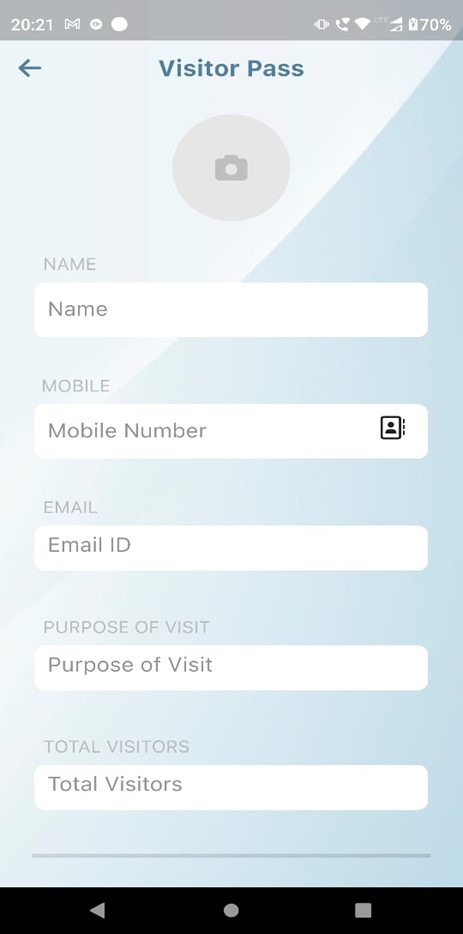 20:21 LTE 70%
Visitor Pass
NAME
Name
MOBILE
Mobile Number
EMAIL
Email ID
PURPOSE OF VISIT
Purpose of Visit
TOTAL VISITORS
Total Visitors